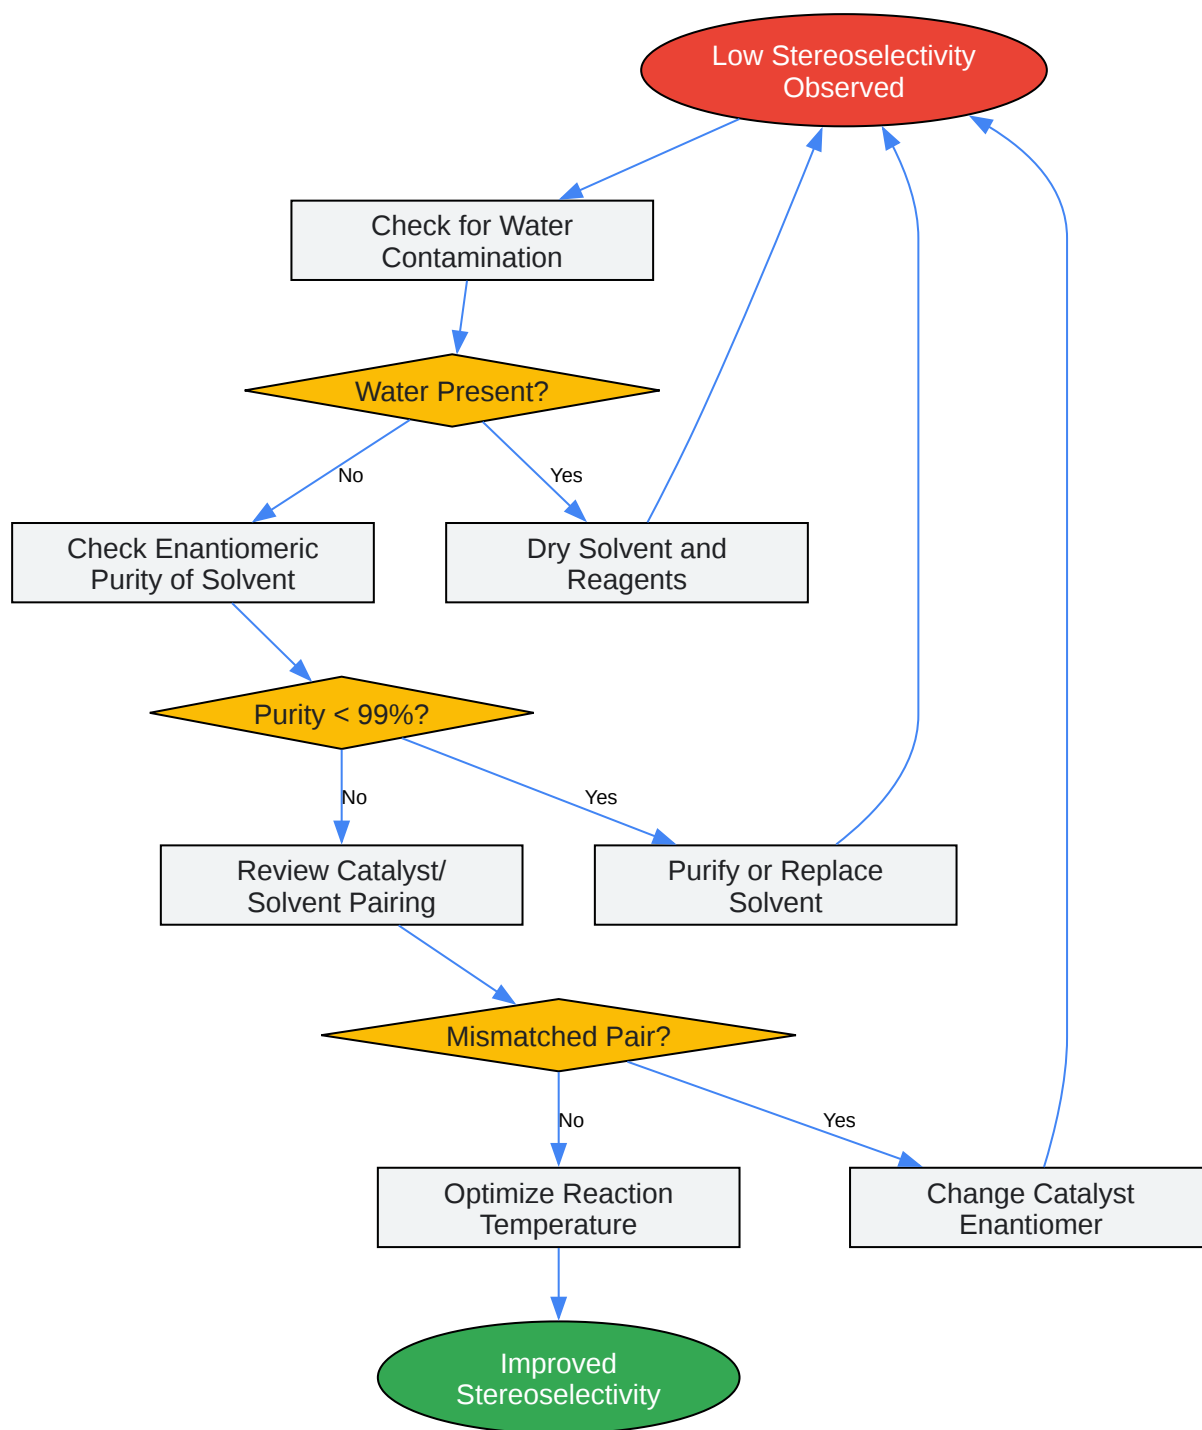 Low Stereoselectivity
Observed
Check for Water
Contamination
Water Present?
No
Yes
Check Enantiomeric
Purity of Solvent
Dry Solvent and
Reagents
Purity < 99%?
No
Yes
Review Catalyst/
Solvent Pairing
Purify or Replace
Solvent
Mismatched Pair?
No
Yes
Optimize Reaction
Temperature
Change Catalyst
Enantiomer
Improved
Stereoselectivity